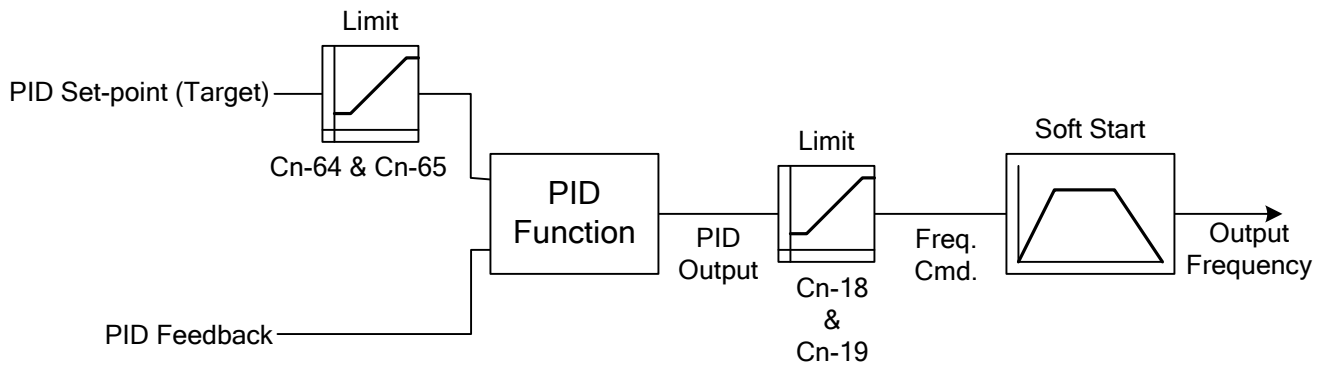 Limit
PID Set-point (Target)
Cn-64 & Cn-65
PID
Function
PID Feedback
PID
Output
Limit
Cn-18
&
Cn-19
Freq.
Cmd.
Soft Start
Output
Frequency